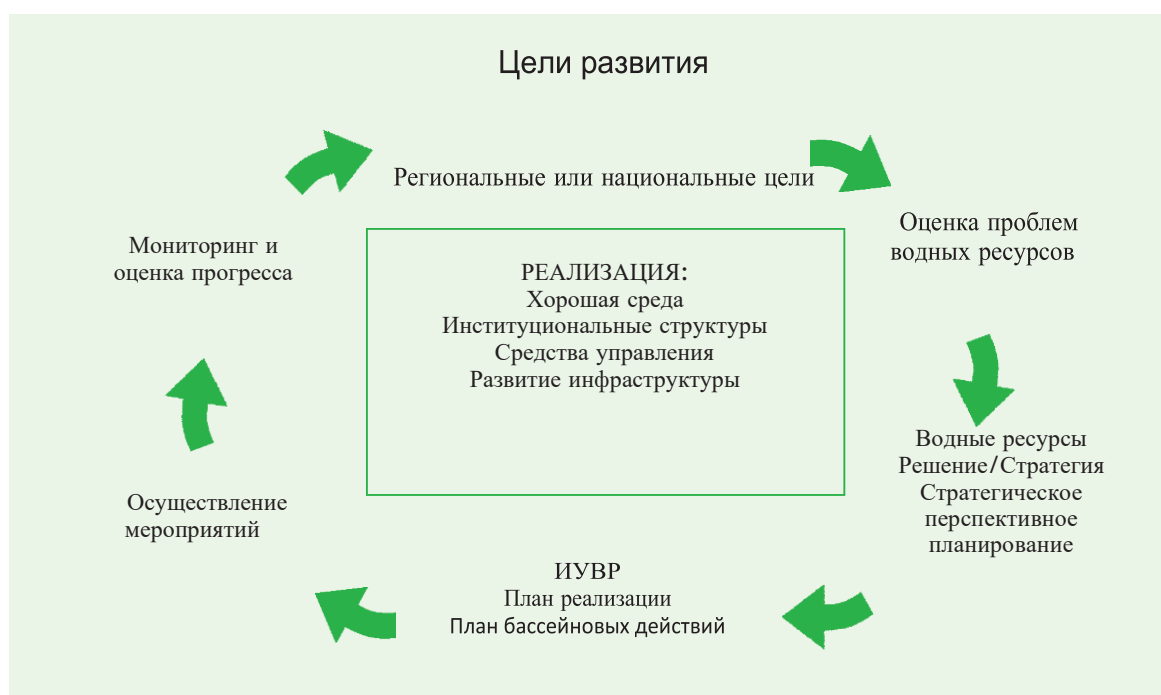 Цели развития
Региональные или национальные цели
Оценка проблем
водных ресурсов
Мониторинг и
оценка прогресса
РЕАЛИЗАЦИЯ:
Хорошая среда
Институциональные структуры
Средства управления
Развитие инфраструктуры
Водные ресурсы
Решение/Стратегия
Стратегическое
перспективное
планирование
Осуществление
мероприятий
ИУВР
План реализации
План бассейновых действий